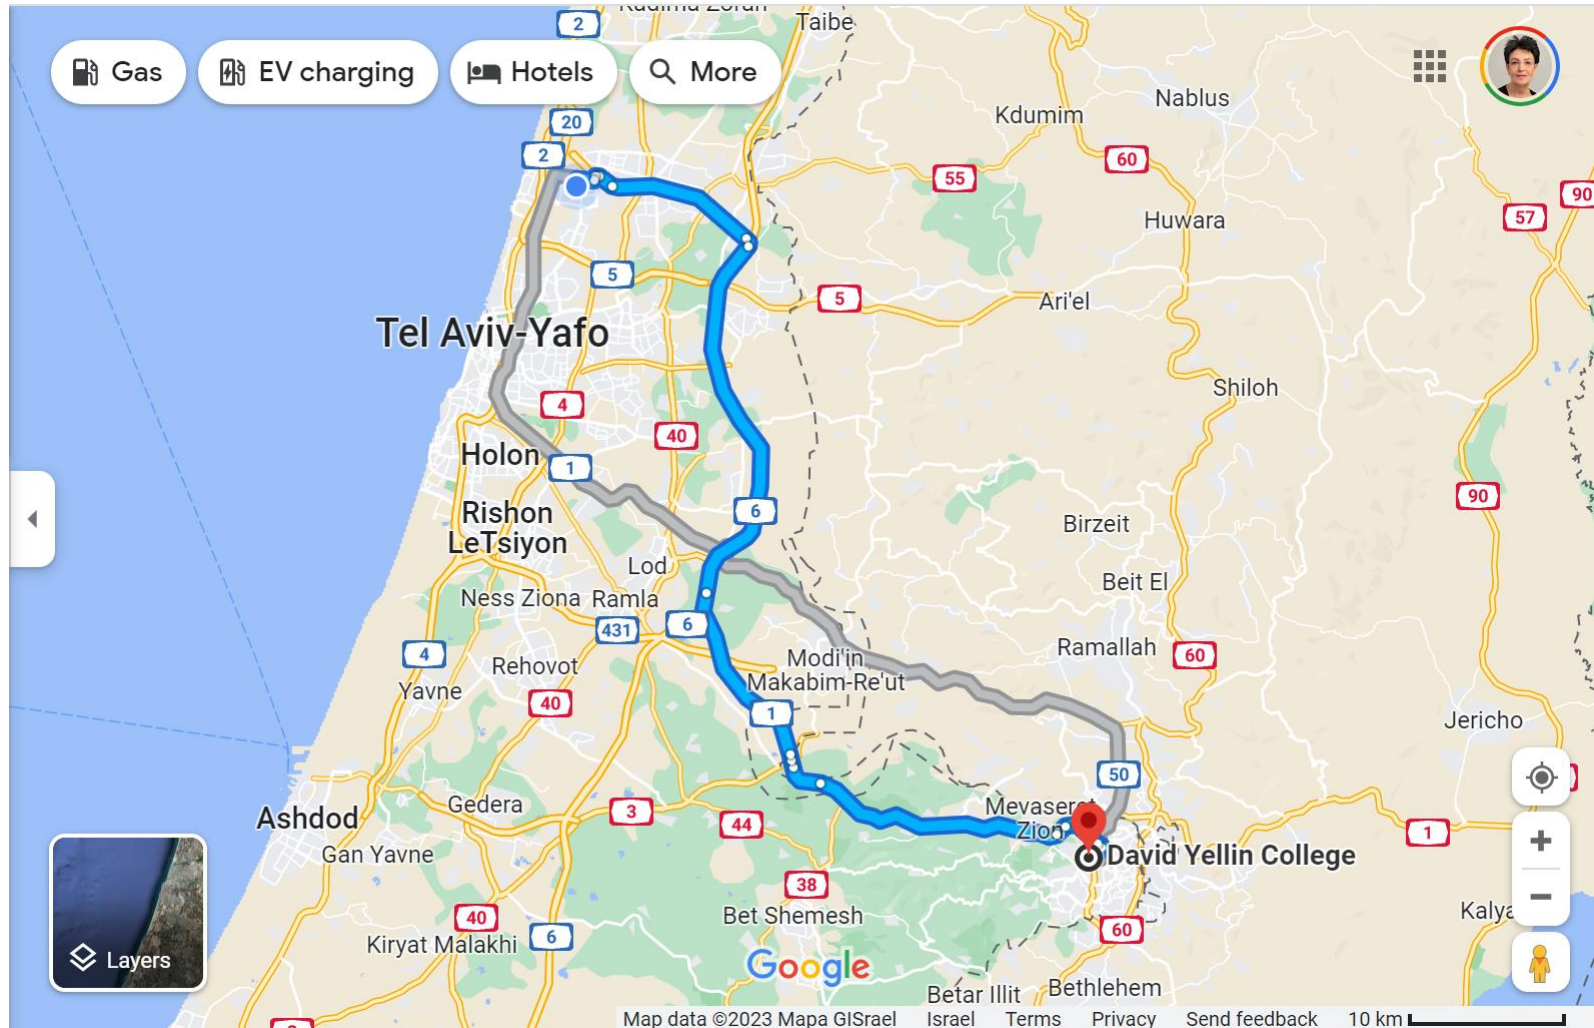 Kadima Zoran
2
Taibe
Gas
EV charging
Hotels
More
Nablus
Kdumim
20
2
60
55
90
57
Huwara
5
5
Ari'el
Tel Aviv-Yafo
Shiloh
4
40
Holon
1
90
6
Rishon
LeTsiyon
Birzeit
Lod
Beit El
Ness Ziona
Ramla
6
431
4
Ramallah
60
Modi'in
Makabim-Re'ut
Rehovot
Yavne
40
1
Jericho
50
Gedera
3
44
Mevaseret
Zion
Ashdod
1
Gan Yavne
David Yellin College
38
40
Bet Shemesh
Kalya
60
Kiryat Malakhi
6
Layers
Google
Betar Illit
Bethlehem
Map data ©2023 Mapa GISrael
Israel
Terms
Privacy
Send feedback
10 km